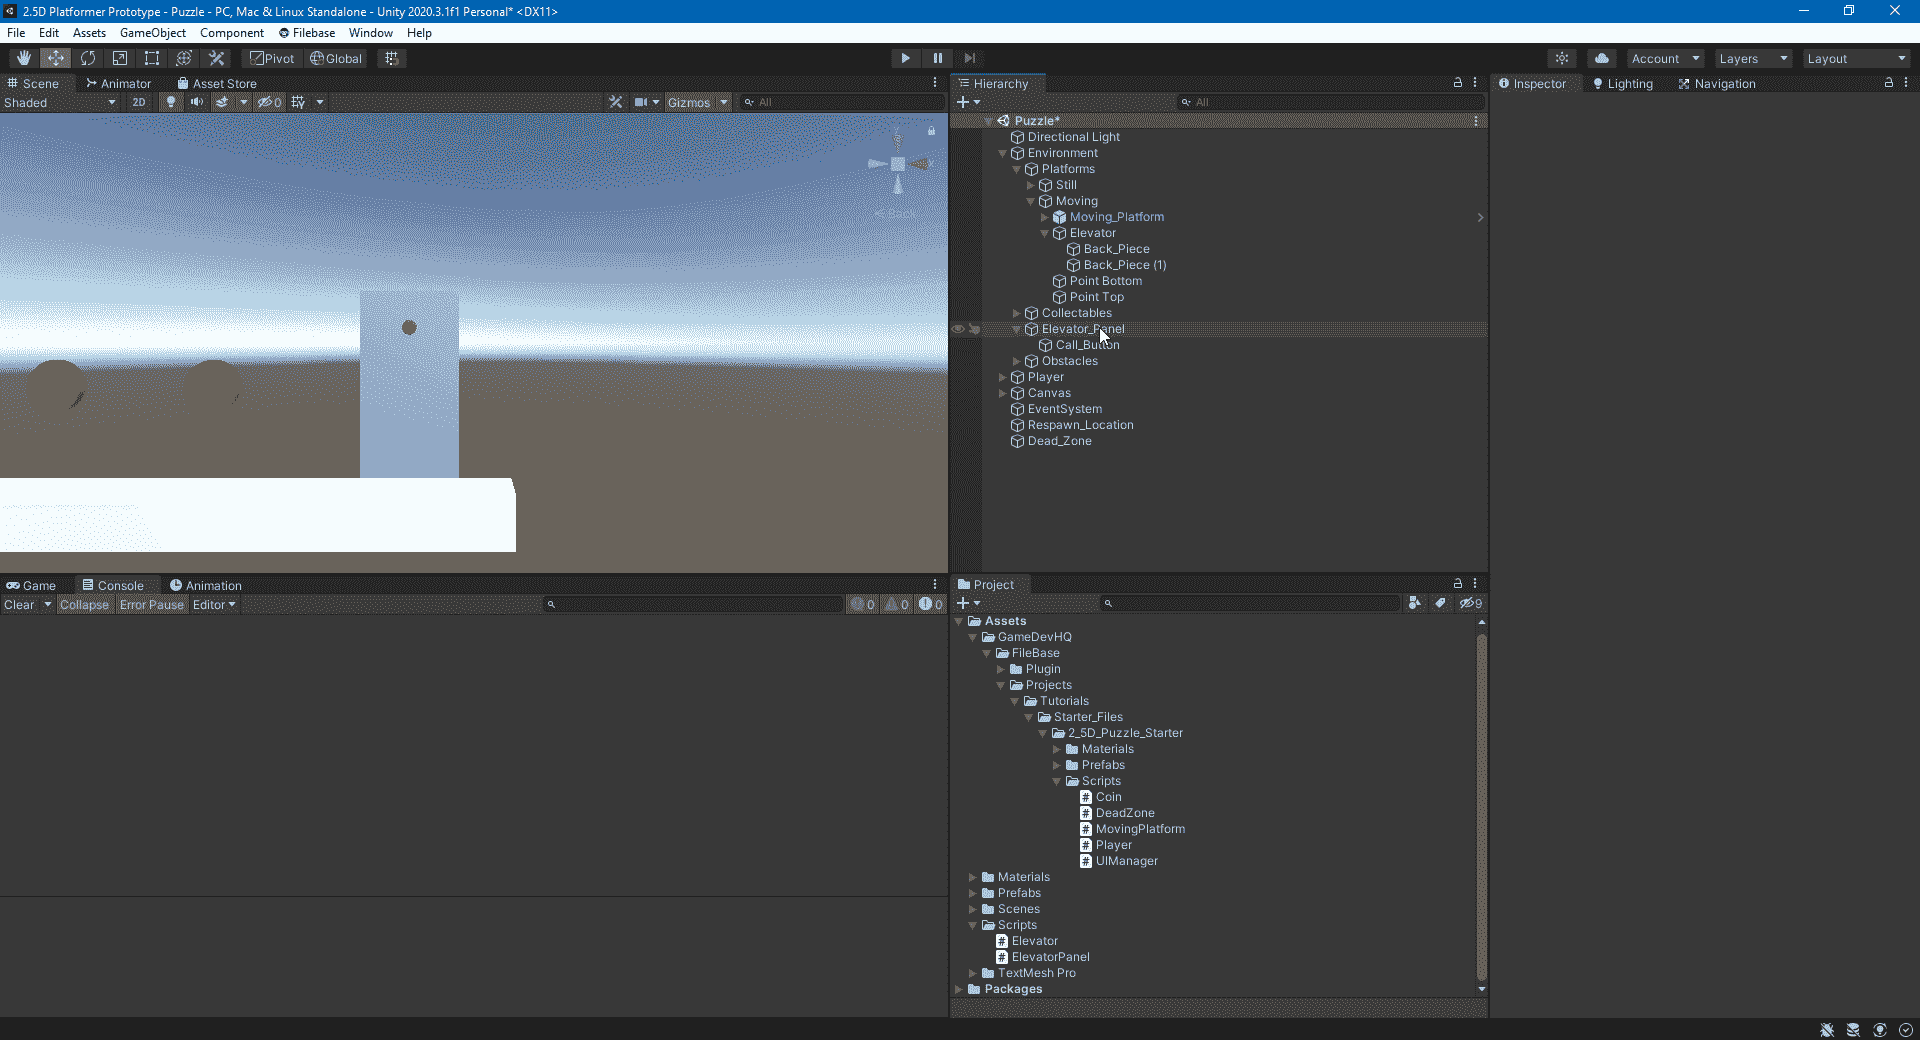 2.5D Platformer Prototype - Puzzle - PC, Mac & Linux Standalone - Unity 2020.3.1f1 Personal* <DX11>
File Edit Assets GameObject Component Filebase Window Help
Pivot Global Account Layers Layout
Scene Animator Asset Store
Shaded 2D 0 Gizmos All
< Back
Hierarchy
All
Puzzle*
Directional Light
Environment
Platforms
Still
Moving
Moving_Platform
Elevator
Back_Piece
Back_Piece (1)
Point Bottom
Point Top
Collectables
Elevator_Panel
Call_Button
Obstacles
Player
Canvas
EventSystem
Respawn_Location
Dead_Zone
Inspector Lighting Navigation
Game Console Animation
Clear Collapse Error Pause Editor 0 0 0
Project
9
Assets
GameDevHQ
FileBase
Plugin
Projects
Tutorials
Starter_Files
2_5D_Puzzle_Starter
Materials
Prefabs
Scripts
Coin
DeadZone
MovingPlatform
Player
UIManager
Materials
Prefabs
Scenes
Scripts
Elevator
ElevatorPanel
TextMesh Pro
Packages